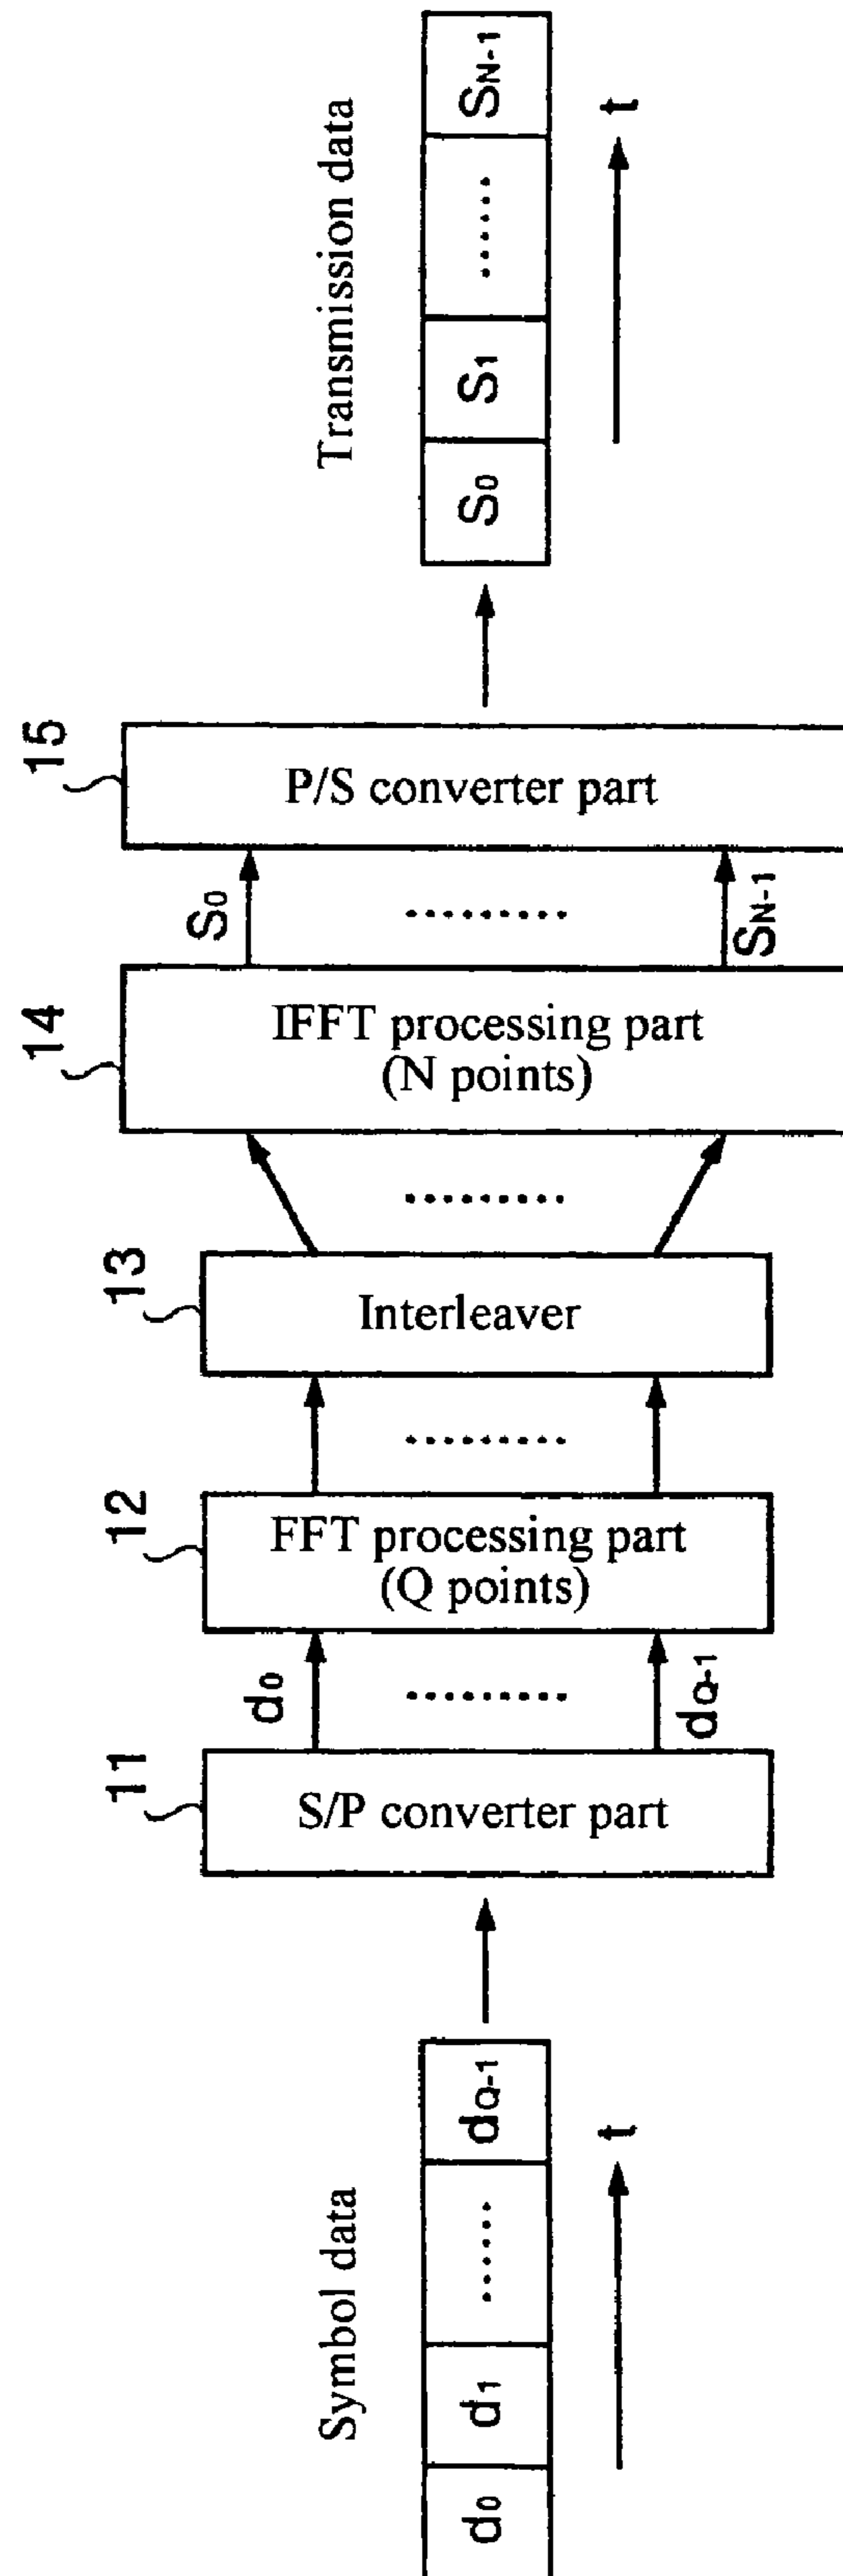 Symbol data
d0 d1 ...... dQ-1
t
11
S/P converter part
d0
.........
dQ-1
12
FFT processing part
(Q points)
.........
13
Interleaver
.........
14
IFFT processing part
(N points)
S0
.........
SN-1
15
P/S converter part
Transmission data
S0 S1 ...... SN-1
t